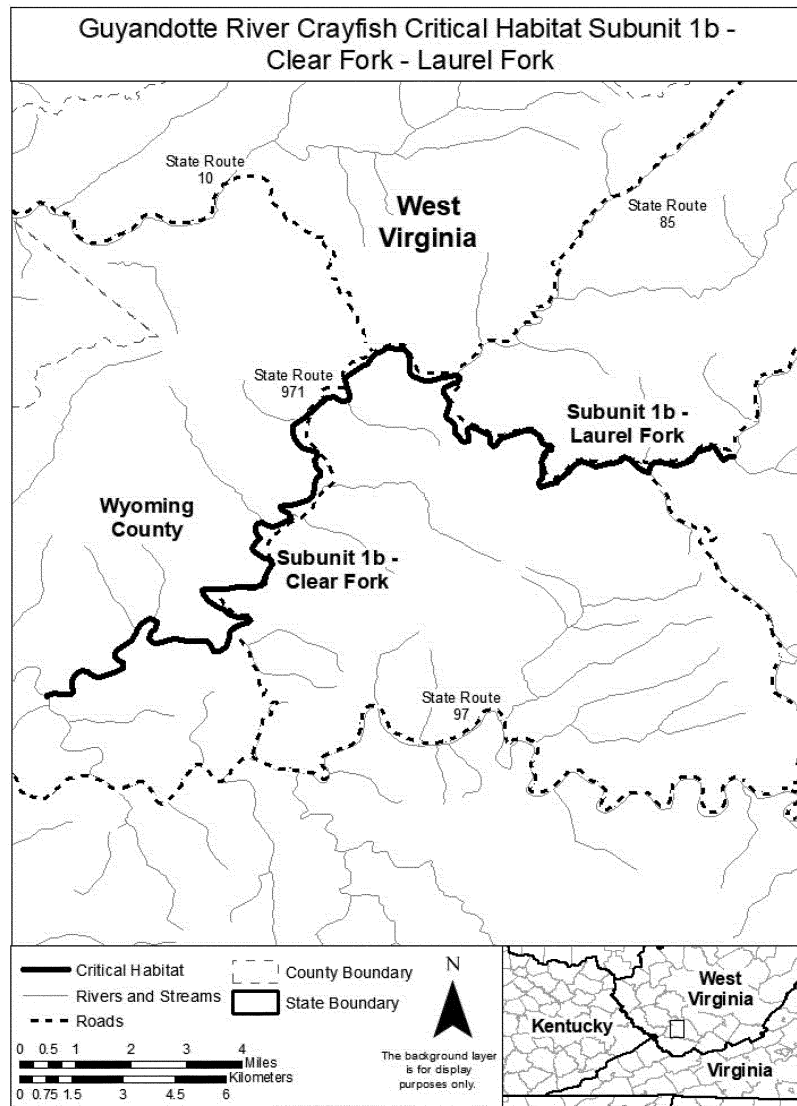 Guyandotte River Crayfish Critical Habitat Subunit 1b -
Clear Fork - Laurel Fork
State Route
10
West
Virginia
State Route
85
State Route
971
Subunit 1b -
Laurel Fork
Wyoming
County
Subunit 1b -
Clear Fork
State Route
97
Critical Habitat
Rivers and Streams
Roads
County Boundary
State Boundary
N
The background layer
is for display
purposes only.
0 0.5 1 2 3 4
Miles
Kilometers
0 0.75 1.5 3 4.5 6
West
Virginia
Kentucky
Virginia